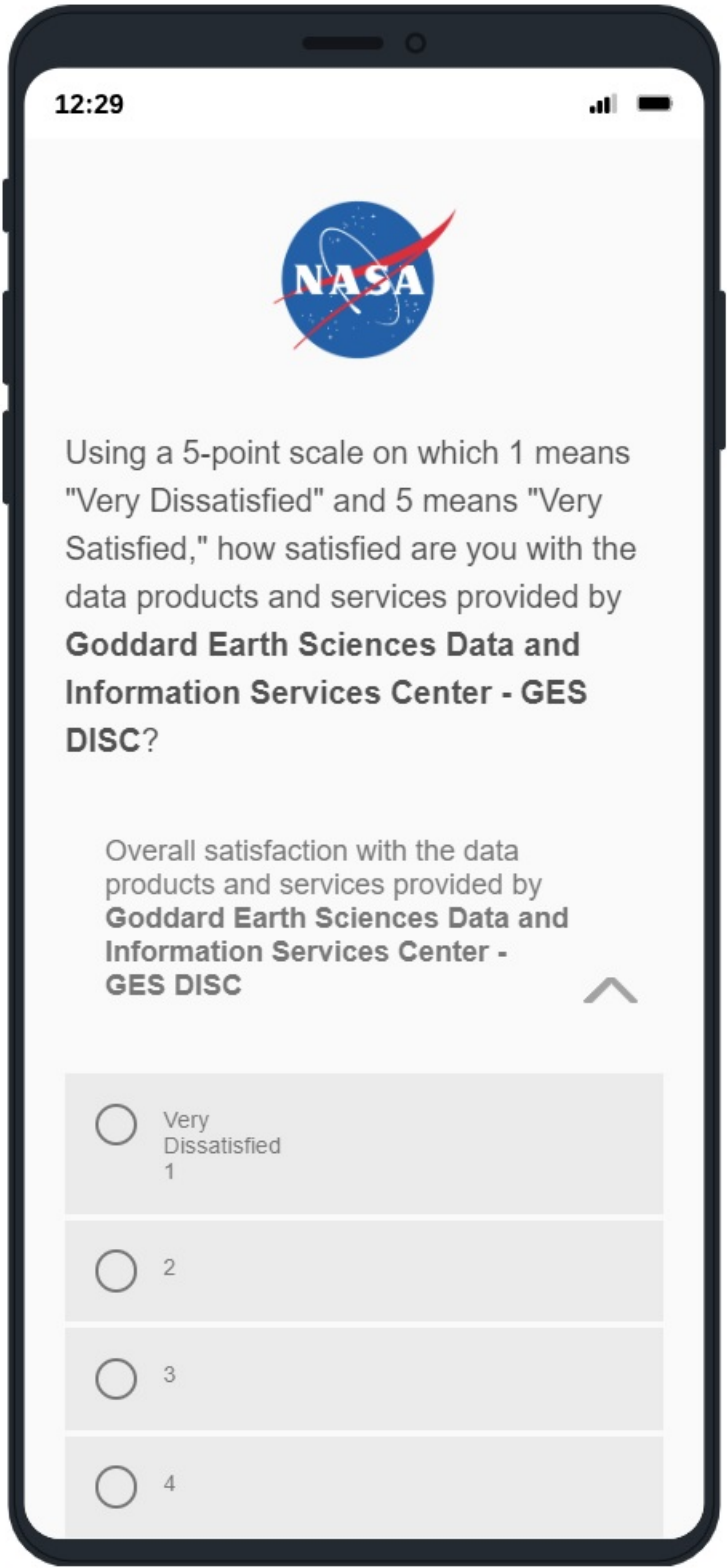 12:29
NASA
Using a 5-point scale on which 1 means
"Very Dissatisfied" and 5 means "Very
Satisfied," how satisfied are you with the
data products and services provided by
Goddard Earth Sciences Data and
Information Services Center - GES
DISC?
Overall satisfaction with the data
products and services provided by
Goddard Earth Sciences Data and
Information Services Center -
GES DISC
Very
Dissatisfied
1
2
3
4